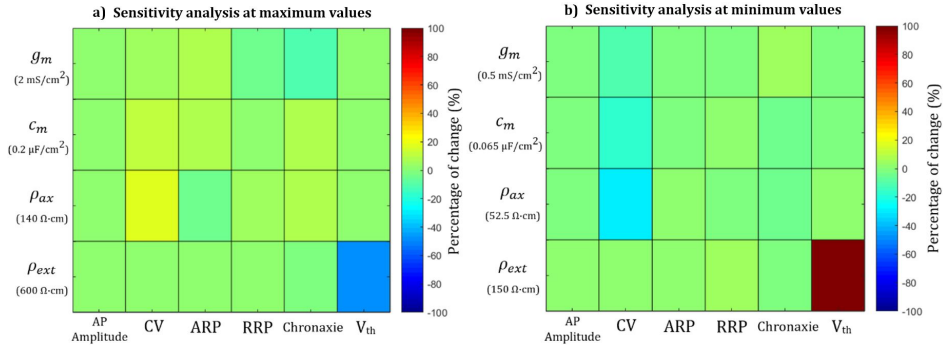 a) Sensitivity analysis at maximum values
g_m
(2 mS/cm²)
c_m
(0.2 µF/cm²)
ρ_ax
(140 Ω·cm)
ρ_ext
(600 Ω·cm)
AP Amplitude
CV
ARP
RRP
Chronaxie
V_th
100
80
60
40
20
0
-20
-40
-60
-80
-100
Percentage of change (%)
b) Sensitivity analysis at minimum values
g_m
(0.5 mS/cm²)
c_m
(0.065 µF/cm²)
ρ_ax
(52.5 Ω·cm)
ρ_ext
(150 Ω·cm)
AP
Amplitude
CV
ARP
RRP
Chronaxie
V_th
100
80
60
40
20
0
-20
-40
-60
-80
-100
Percentage of change (%)